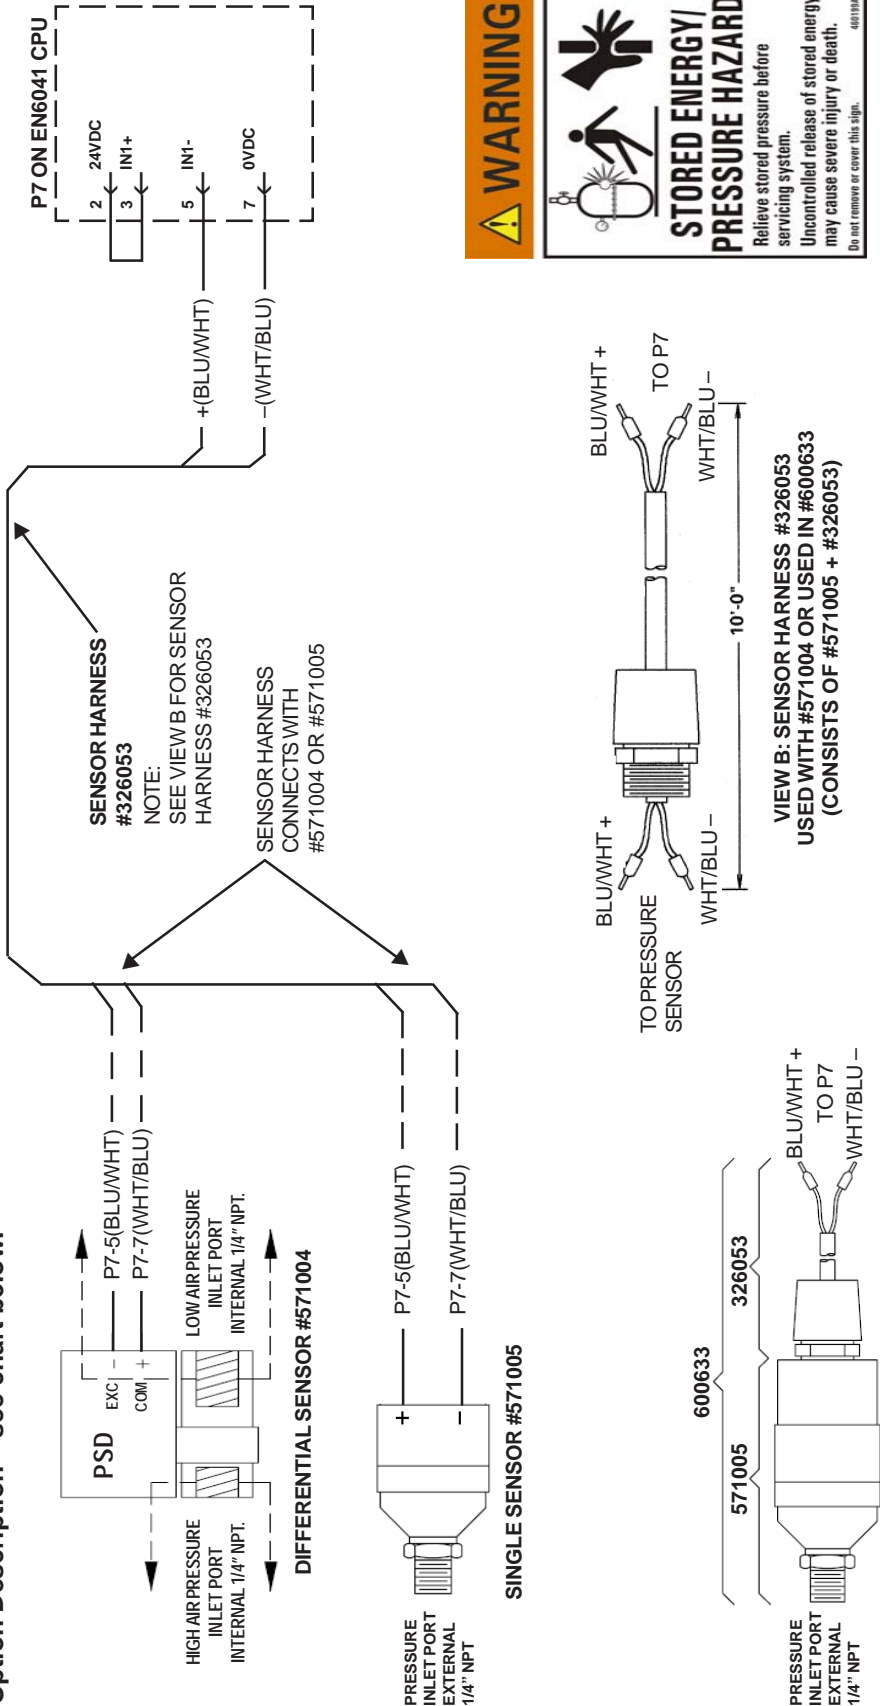 Option Description
P7 ON EN6041 CPU
2
24VDC
3
IN1+
5
IN1-
7
0VDC
+(BLU/WHT)
–(WHT/BLU)
SENSOR HARNESS
#326053
NOTE:
SEE VIEW B FOR SENSOR
HARNESS #326053
SENSOR HARNESS
CONNECTS WITH
#571004 OR #571005
PSD
EXC –
COM +
P7-5(BLU/WHT)
P7-7(WHT/BLU)
HIGH AIR PRESSURE
INLET PORT
INTERNAL 1/4" NPT.
LOW AIR PRESSURE
INLET PORT
INTERNAL 1/4" NPT.
DIFFERENTIAL SENSOR #571004
PRESSURE
INLET PORT
EXTERNAL
1/4" NPT
+
–
P7-5(BLU/WHT)
P7-7(WHT/BLU)
SINGLE SENSOR #571005
WARNING
STORED ENERGY/
PRESSURE HAZARD
Relieve stored pressure before
servicing system.
Uncontrolled release of stored energy
may cause severe injury or death.
Do not remove or cover this sign.
460199A
BLU/WHT +
WHT/BLU –
TO PRESSURE
SENSOR
BLU/WHT +
TO P7
WHT/BLU –
10'-0"
VIEW B: SENSOR HARNESS #326053
USED WITH #571004 OR USED IN #600633
(CONSISTS OF #571005 + #326053)
600633
571005
326053
PRESSURE
INLET PORT
EXTERNAL
1/4" NPT
BLU/WHT +
TO P7
WHT/BLU –